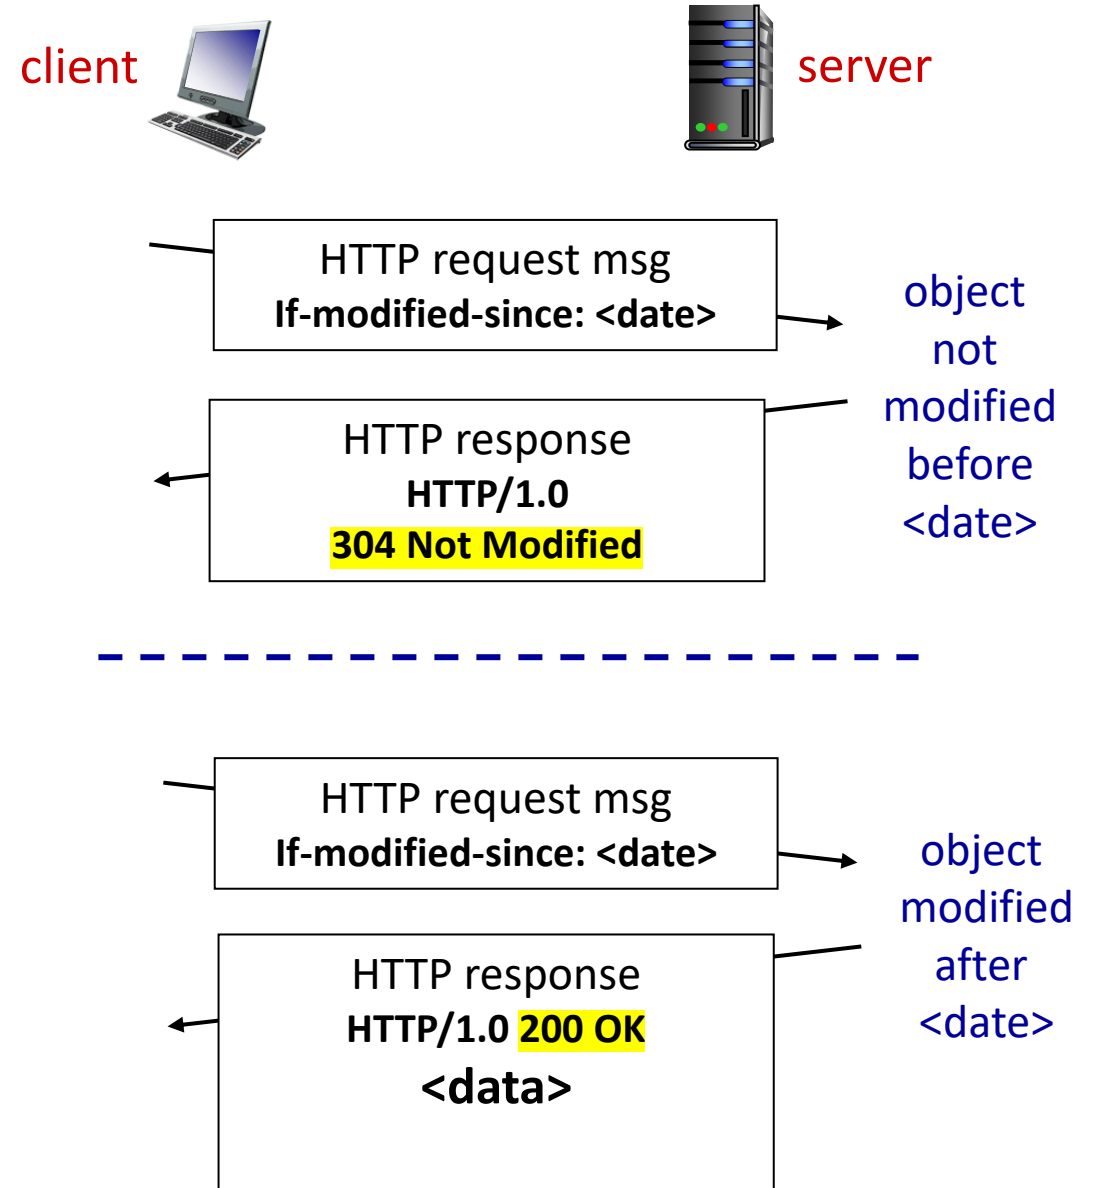 client
server
HTTP request msg
If-modified-since: <date>
object
not
modified
before
<date>
HTTP response
HTTP/1.0
304 Not Modified
HTTP request msg
If-modified-since: <date>
object
modified
after
<date>
HTTP response
HTTP/1.0 200 OK
<data>